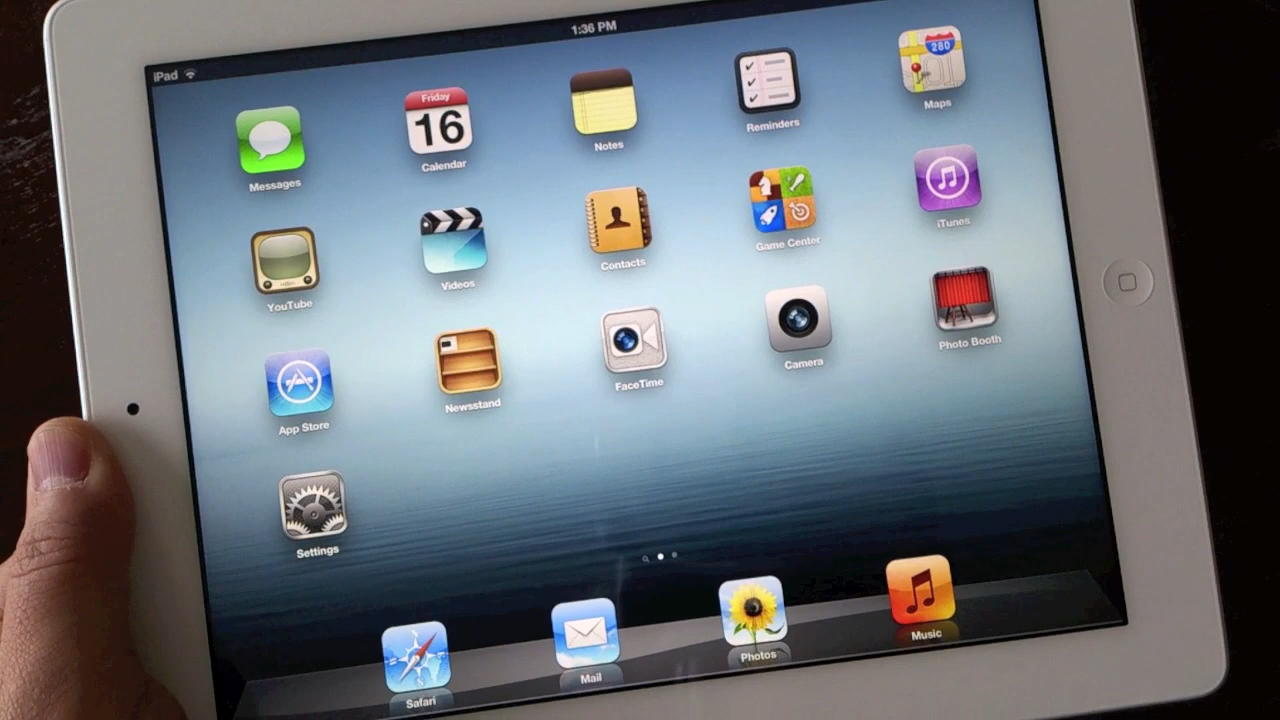 iPad
1:36 PM
Messages
Friday
16
Calendar
Notes
Reminders
280
Maps
YouTube
Videos
Contacts
Game Center
iTunes
App Store
Newsstand
FaceTime
Camera
Photo Booth
Settings
Safari
Mail
Photos
Music